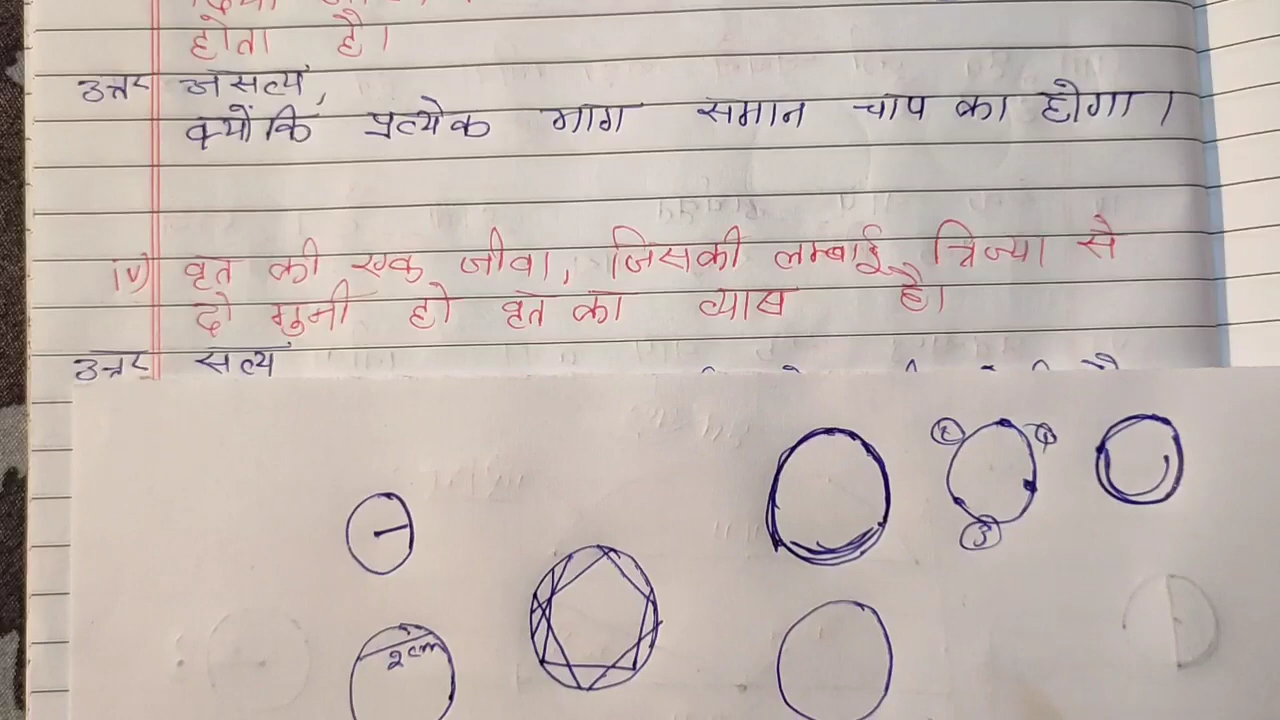 होता है।
उत्तर असत्य,
क्योंकि प्रत्येक भाग समान चाप का होगा।
iv) वृत की एक जीवा, जिसकी लम्बाई त्रिज्या से
दो गुनी हो वृत का व्यास है।
उत्तर सत्य
2cm